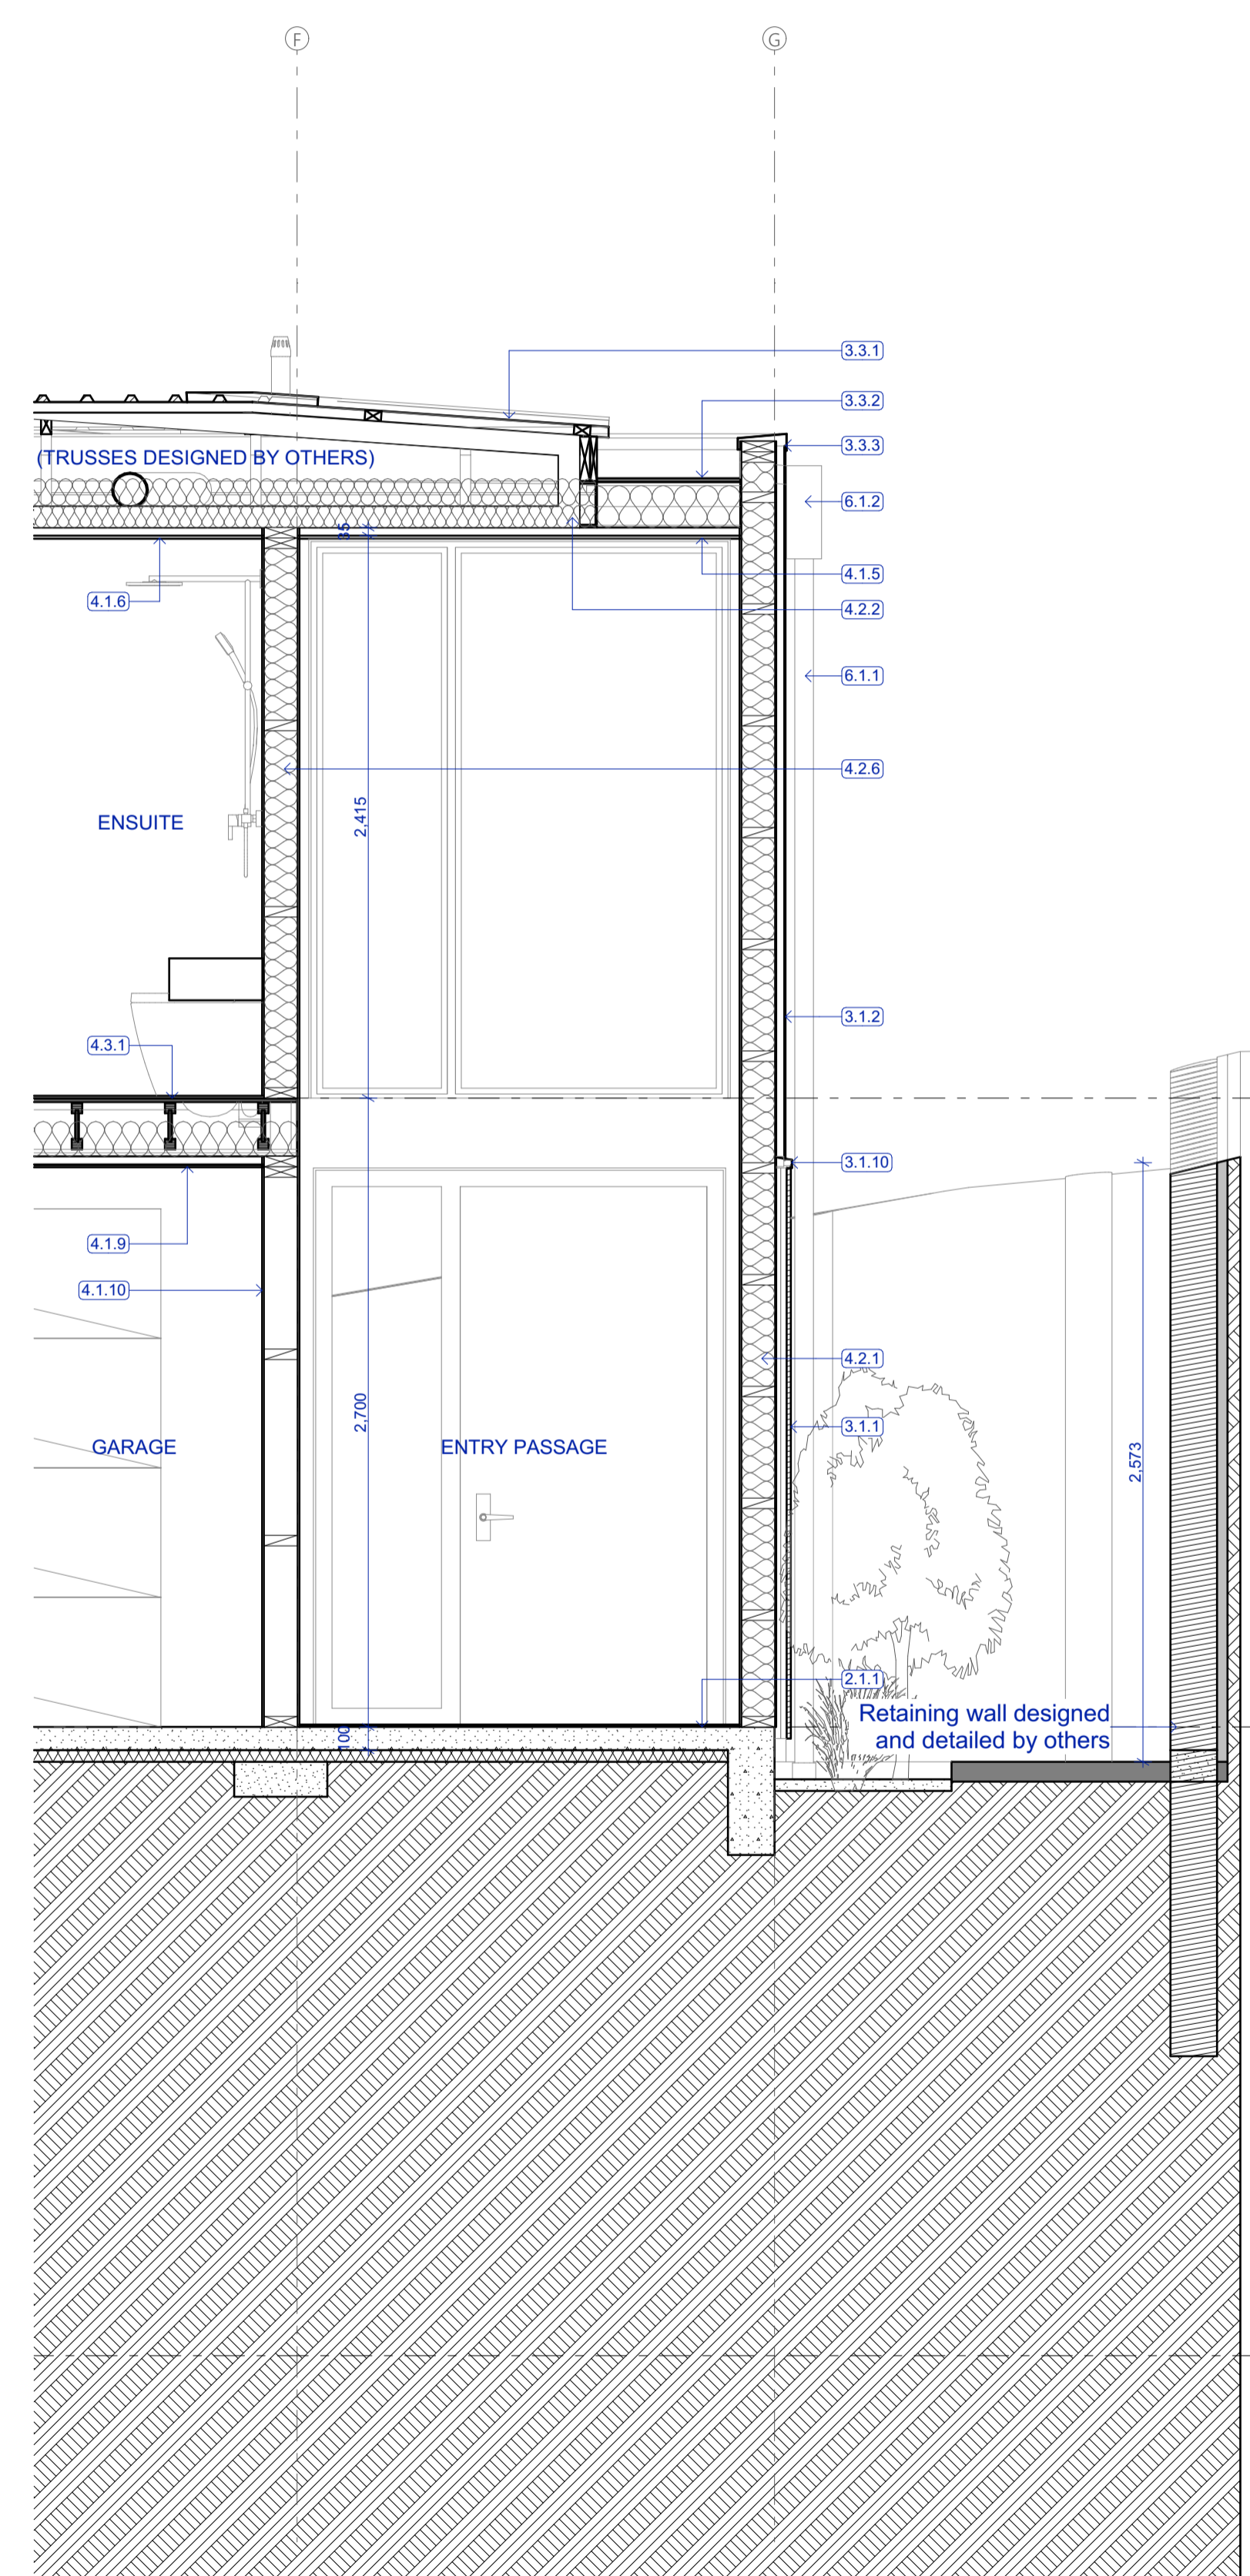 F
G
3.3.1
3.3.2
3.3.3
(TRUSSES DESIGNED BY OTHERS)
6.1.2
35
4.1.5
4.1.6
4.2.2
6.1.1
4.2.6
2,415
ENSUITE
3.1.2
4.3.1
3.1.10
4.1.9
4.1.10
4.2.1
2,700
3.1.1
GARAGE
ENTRY PASSAGE
2,573
2.1.1
Retaining wall designed
and detailed by others
100